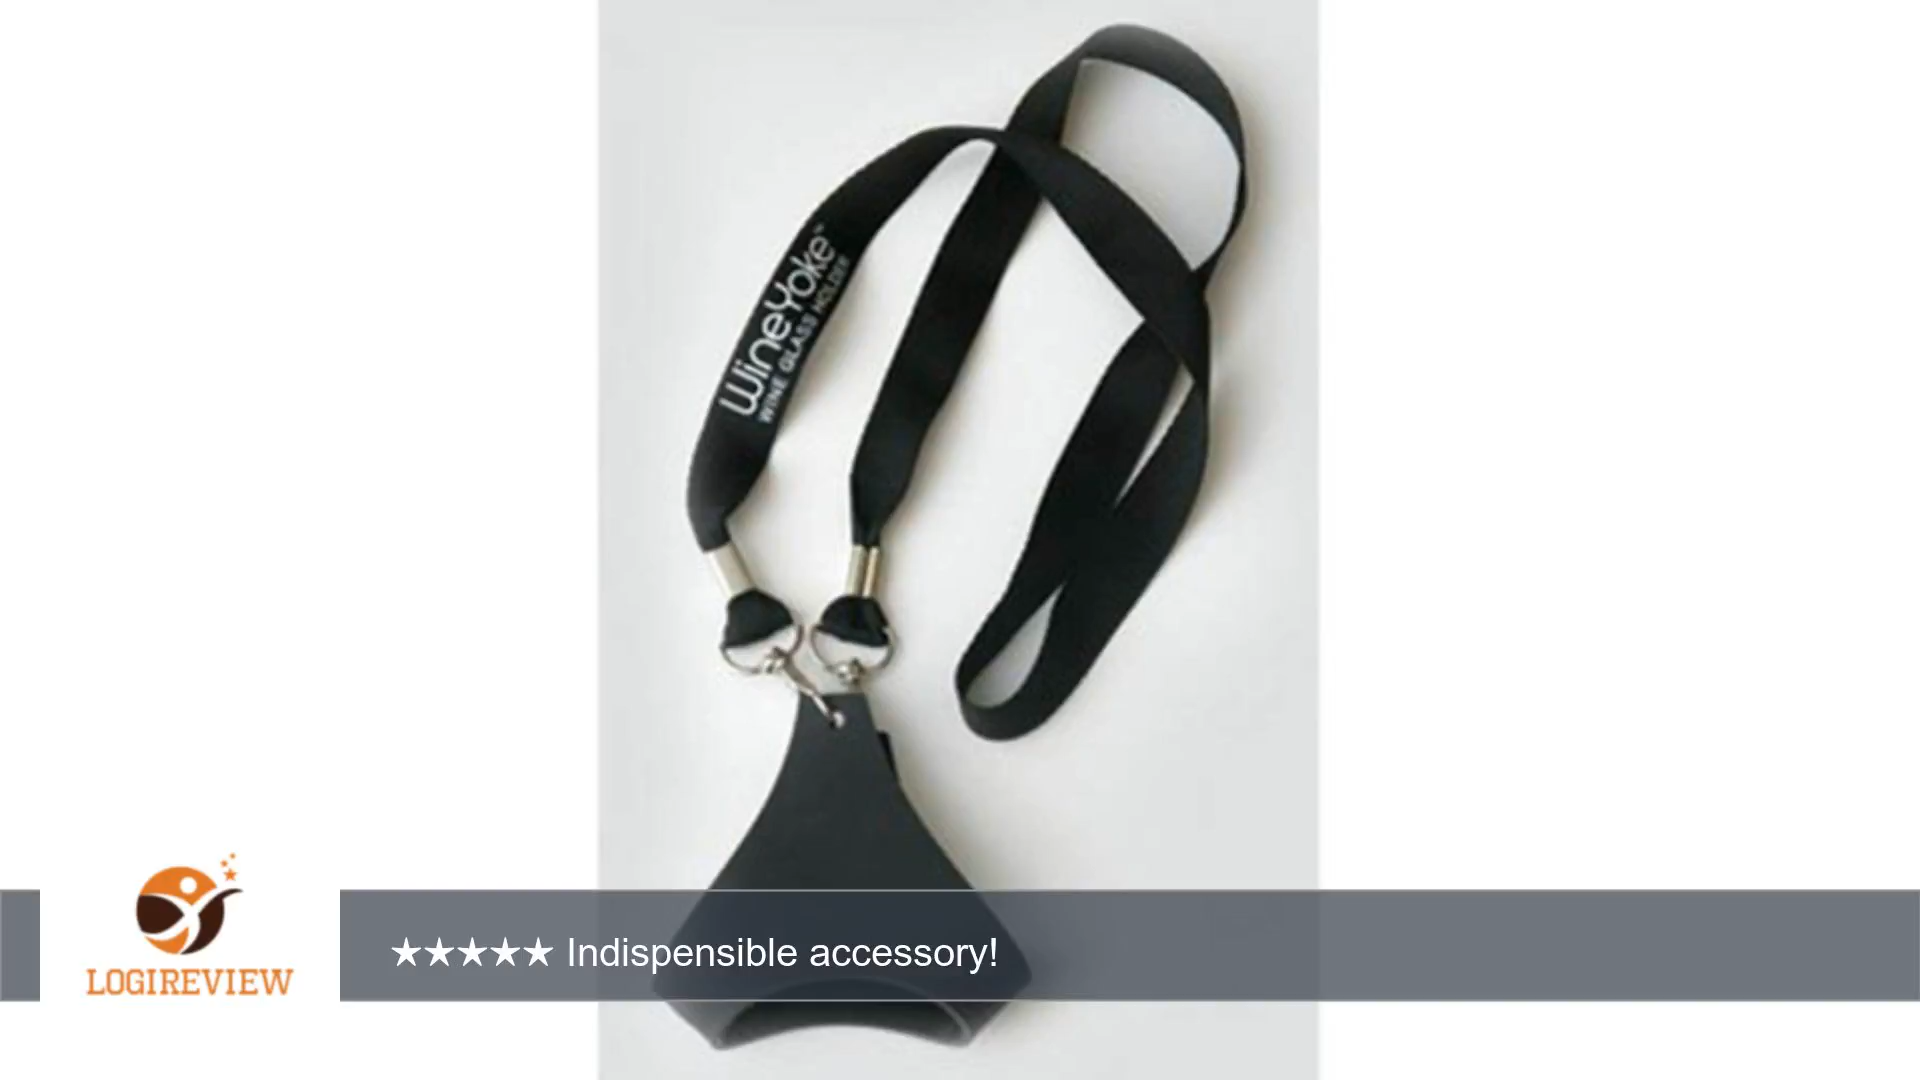 WineYoke™
WINE GLASS HOLDER
★★★★★ Indispensible accessory!
LOGIREVIEW